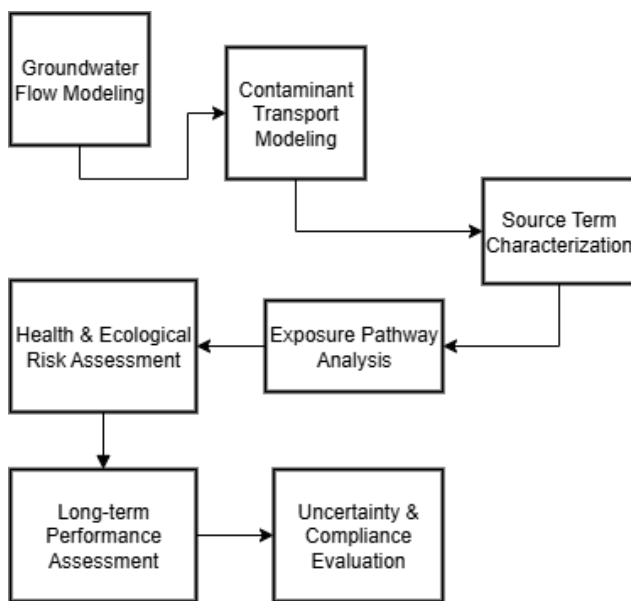 Groundwater
Flow Modeling
Contaminant
Transport
Modeling
Source Term
Characterization
Exposure Pathway
Analysis
Health & Ecological
Risk Assessment
Long-term
Performance
Assessment
Uncertainty &
Compliance
Evaluation